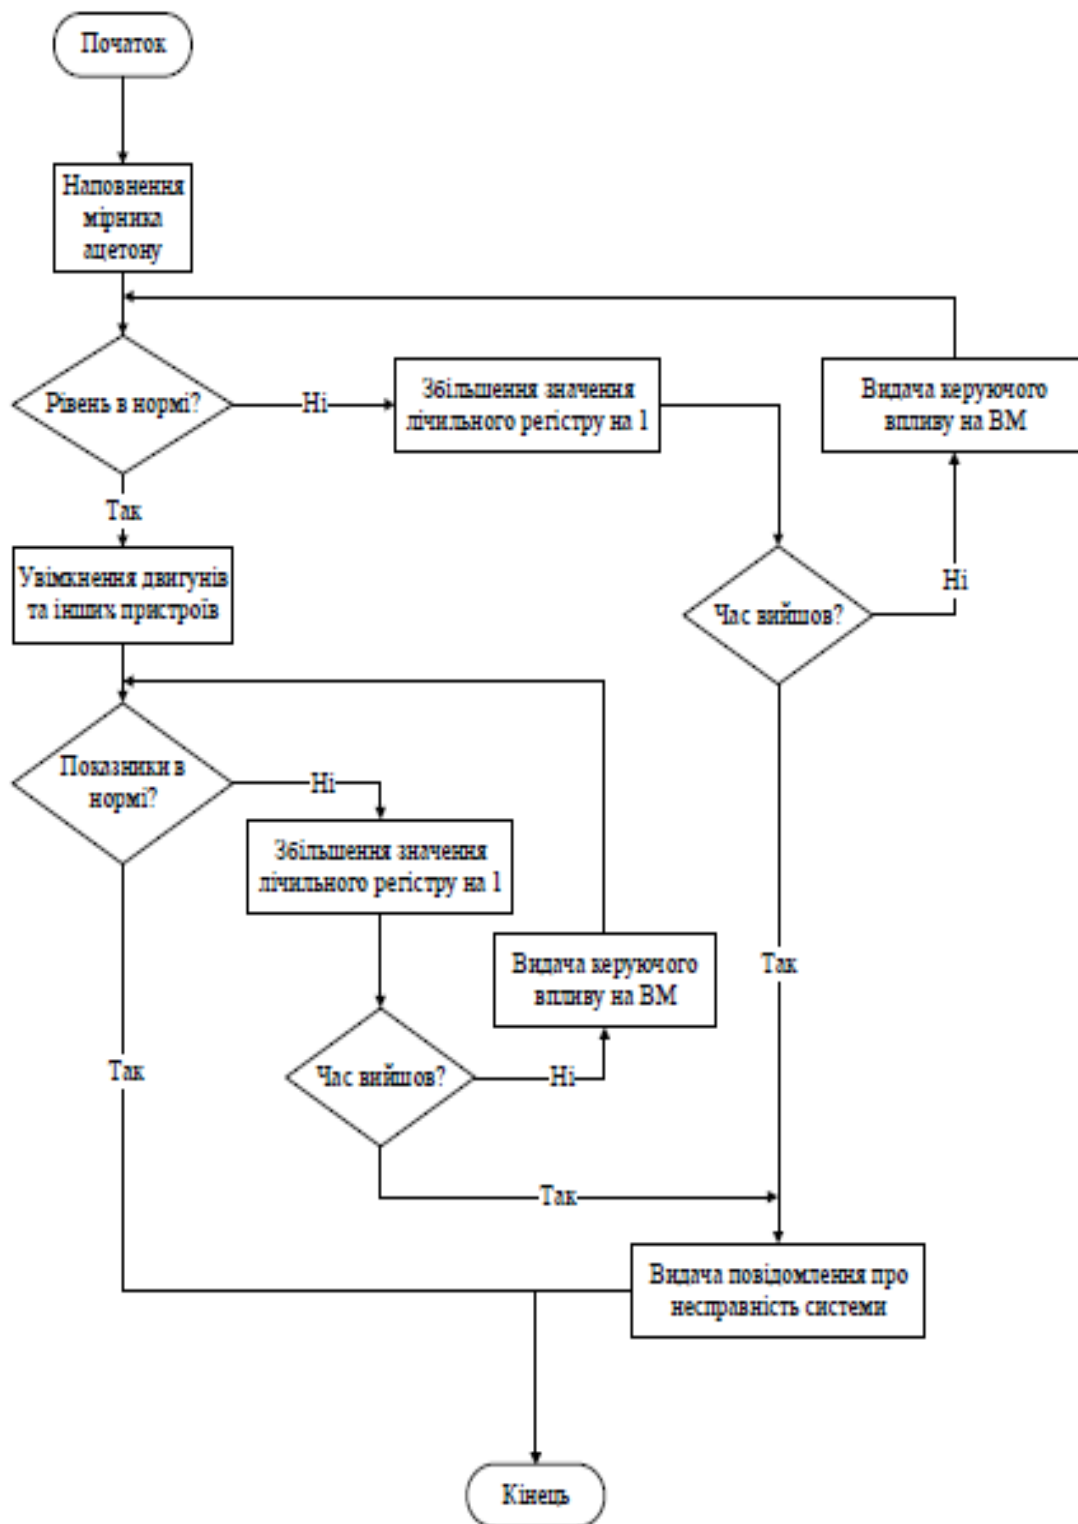 Початок
Наповнення
мірника
ацетону
Рівень в нормі?
Ні
Збільшення значення
лічильного регістру на 1
Видача керуючого
впливу на ВМ
Так
Увімкнення двигунів
та інших пристроїв
Час вийшов?
Ні
Показники в
нормі?
Ні
Збільшення значення
лічильного регістру на 1
Видача керуючого
впливу на ВМ
Так
Час вийшов?
Ні
Так
Так
Видача повідомлення про
несправність системи
Кінець